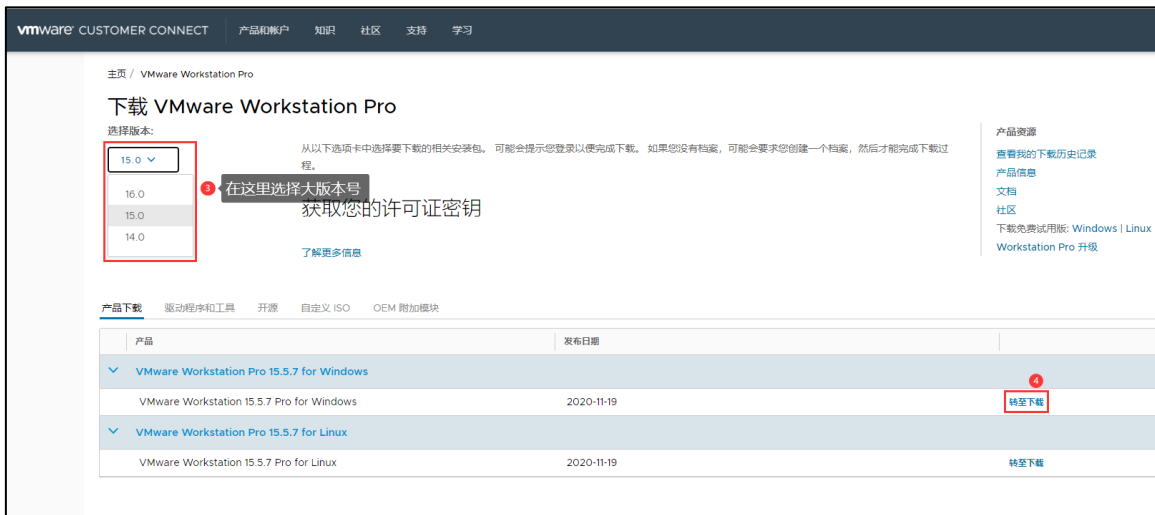 vmware CUSTOMER CONNECT 产品和帐户 知识 社区 支持 学习
主页 / VMware Workstation Pro
下载 VMware Workstation Pro
选择版本:
15.0
16.0
15.0
14.0
3 在这里选择大版本号
从以下选项卡中选择要下载的相关安装包。 可能会提示您登录以便完成下载。 如果您没有档案，可能会要求您创建一个档案，然后才能完成下载过
程。
获取您的许可证密钥
了解更多信息
产品资源
查看我的下载历史记录
产品信息
文档
社区
下载免费试用版: Windows | Linux
Workstation Pro 升级
产品下载 驱动程序和工具 开源 自定义 ISO OEM 附加模块
产品 发布日期
VMware Workstation Pro 15.5.7 for Windows
4
VMware Workstation 15.5.7 Pro for Windows 2020-11-19 转至下载
VMware Workstation Pro 15.5.7 for Linux
VMware Workstation 15.5.7 Pro for Linux 2020-11-19 转至下载